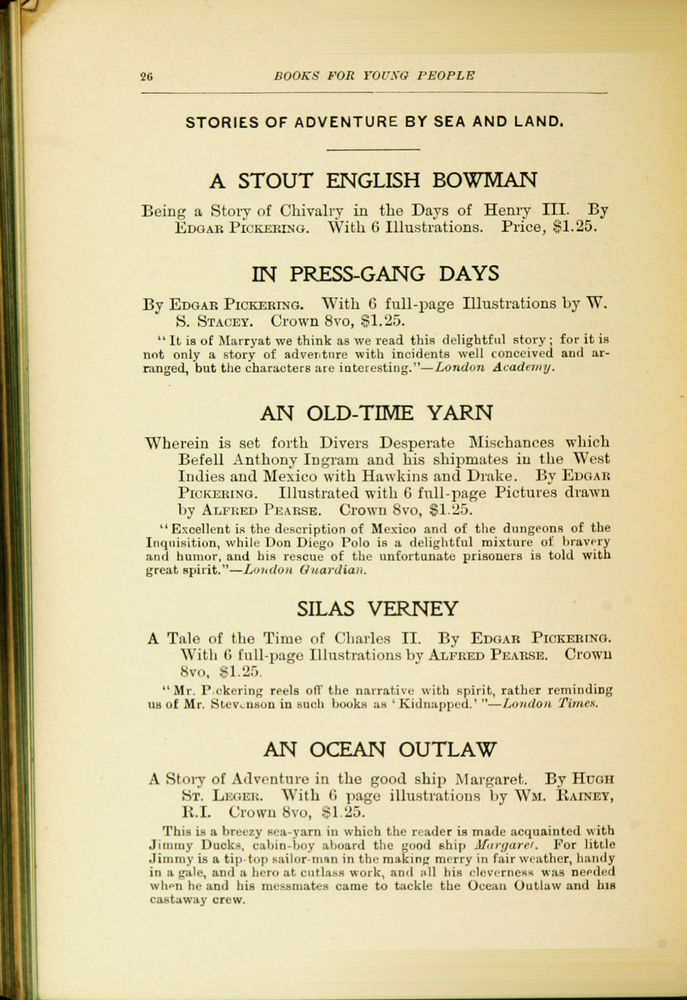 26 BOOKS FOR YOUNG PEOPLE
STORIES OF ADVENTURE BY SEA AND LAND.
A STOUT ENGLISH BOWMAN
Being a Story of Chivalry in the Days of Henry III. By
EDGAR PICKERING. With 6 Illustrations. Price, $1.25.
IN PRESS-GANG DAYS
By EDGAR PICKERING. With 6 full-page Illustrations by W.
S. STACEY. Crown 8vo, $1.25.
"It is of Marryat we think as we read this delightful story; for it is
not only a story of adventure with incidents well conceived and ar-
ranged, but the characters are interesting."—London Academy.
AN OLD-TIME YARN
Wherein is set forth Divers Desperate Mischances which
Befell Anthony Ingram and his shipmates in the West
Indies and Mexico with Hawkins and Drake. By EDGAR
PICKERING. Illustrated with 6 full-page Pictures drawn
by ALFRED PEARSE. Crown 8vo, $1.25.
"Excellent is the description of Mexico and of the dungeons of the
Inquisition, while Don Diego Polo is a delightful mixture of bravery
and humor, and his rescue of the unfortunate prisoners is told with
great spirit."—London Guardian.
SILAS VERNEY
A Tale of the Time of Charles II. By EDGAR PICKERING.
With 6 full-page Illustrations by ALFRED PEARSE. Crown
8vo, $1.25.
"Mr. Pickering reels off the narrative with spirit, rather reminding
us of Mr. Stevenson in such books as 'Kidnapped.'"—London Times.
AN OCEAN OUTLAW
A Story of Adventure in the good ship Margaret. By HUGH
ST. LEGER. With 6 page illustrations by WM. RAINEY,
R.I. Crown 8vo, $1.25.
This is a breezy sea-yarn in which the reader is made acquainted with
Jimmy Ducks, cabin-boy aboard the good ship Margaret. For little
Jimmy is a tip-top sailor-man in the making merry in fair weather, handy
in a gale, and a hero at cutlass work, and all his cleverness was needed
when he and his messmates came to tackle the Ocean Outlaw and his
castaway crew.